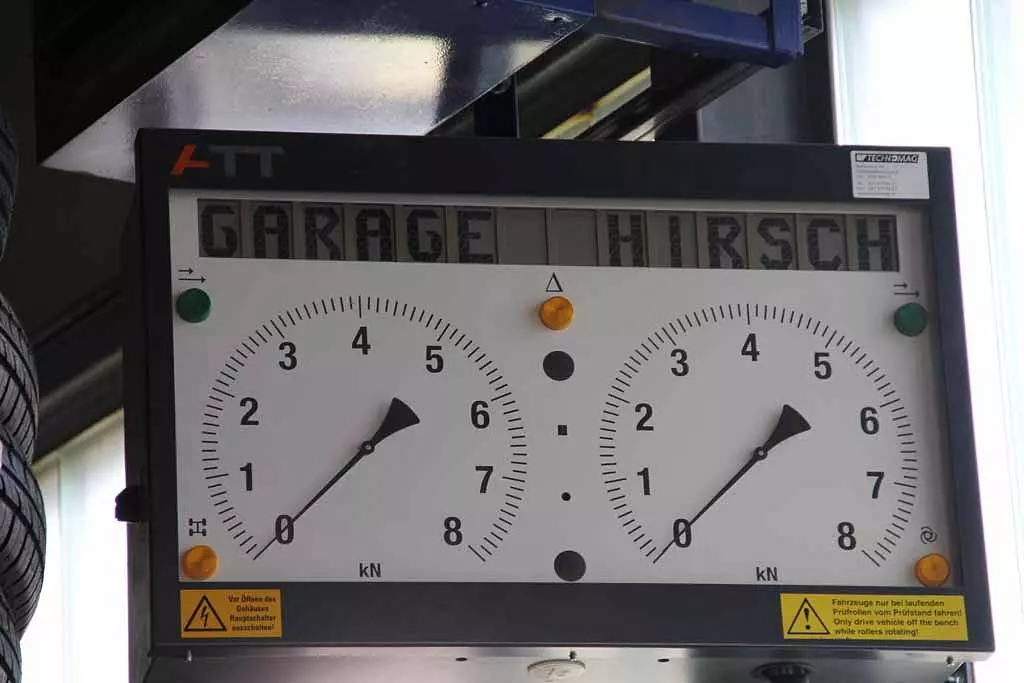 ATT
TECHNOMAG
GARAGE HIRSCH
3 4 5
2 6
1 7
0 8
kN
3 4 5
2 6
1 7
0 8
kN
Vor Öffnen des
Gehäuses
Hauptschalter
ausschalten!
Fahrzeuge nur bei laufenden
Prüfrollen vom Prüfstand fahren!
Only drive vehicle off the bench
while rollers rotating!